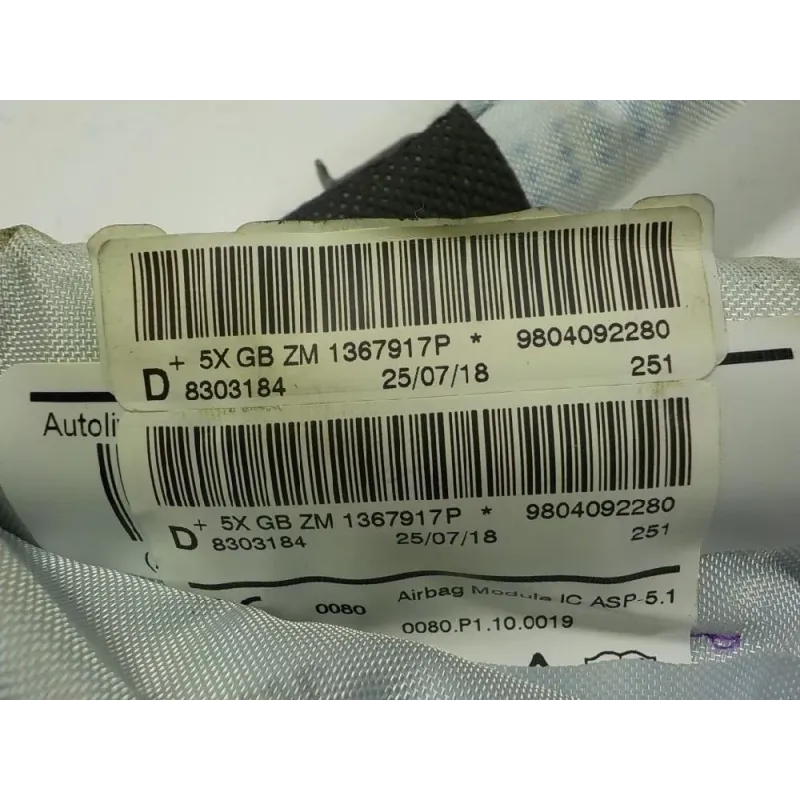 + 5X GB ZM 1367917P * 9804092280
D 8303184 25/07/18 251
Autoli
+ 5X GB ZM 1367917P * 9804092280
D 8303184 25/07/18 251
0080 Airbag Module IC ASP-5.1
0080.P1.10.0019